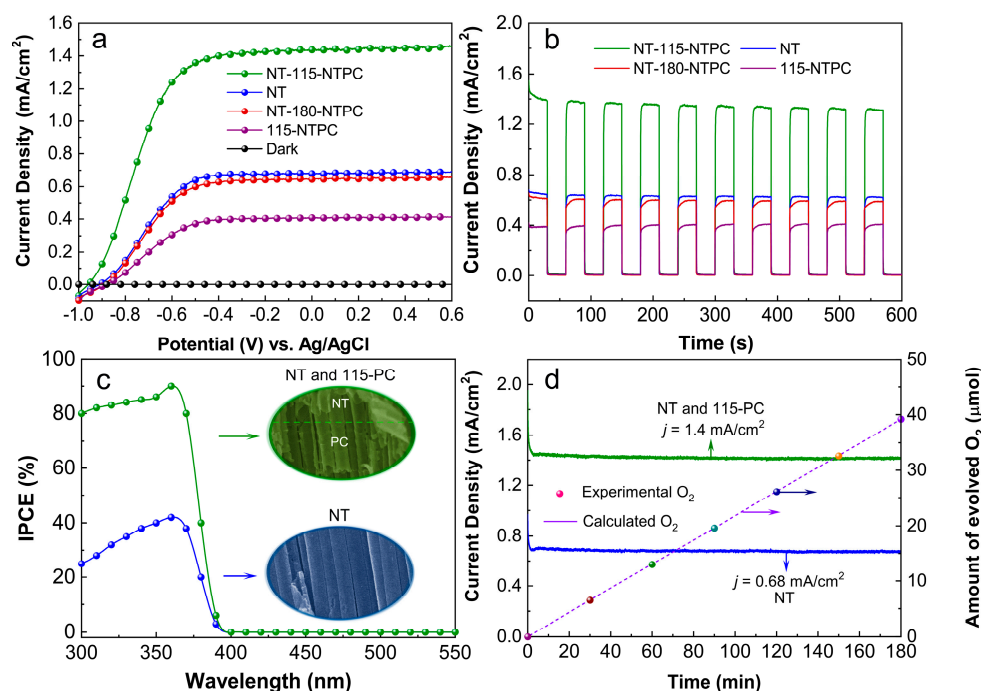 a
Current Density (mA/cm²)
1.6
1.4
1.2
1.0
0.8
0.6
0.4
0.2
0.0
NT-115-NTPC
NT
NT-180-NTPC
115-NTPC
Dark
-1.0 -0.8 -0.6 -0.4 -0.2 0.0 0.2 0.4 0.6
Potential (V) vs. Ag/AgCl
b
Current Density (mA/cm²)
2.0
1.6
1.2
0.8
0.4
0.0
NT-115-NTPC NT
NT-180-NTPC 115-NTPC
0 100 200 300 400 500 600
Time (s)
c
IPCE (%)
100
80
60
40
20
0
NT and 115-PC
NT
PC
NT
300 350 400 450 500 550
Wavelength (nm)
d
Current Density (mA/cm²)
2.0
1.6
1.2
0.8
0.4
0.0
NT and 115-PC
j = 1.4 mA/cm²
Experimental O₂
Calculated O₂
j = 0.68 mA/cm²
NT
50
40
30
20
10
0
Amount of evolved O₂ (μmol)
0 20 40 60 80 100 120 140 160 180
Time (min)